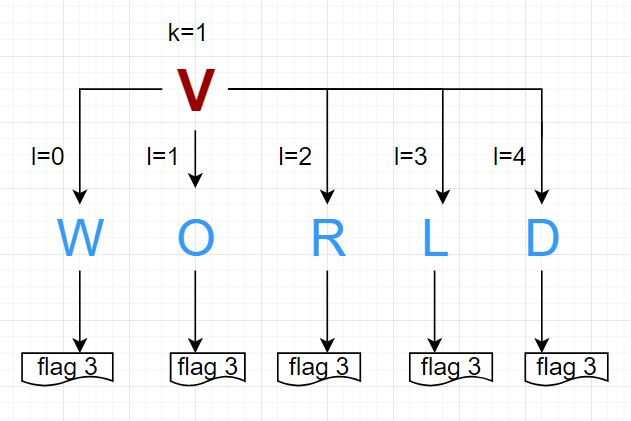 k=1
V
l=0 l=1 l=2 l=3 l=4
W O R L D
flag 3 flag 3 flag 3 flag 3 flag 3